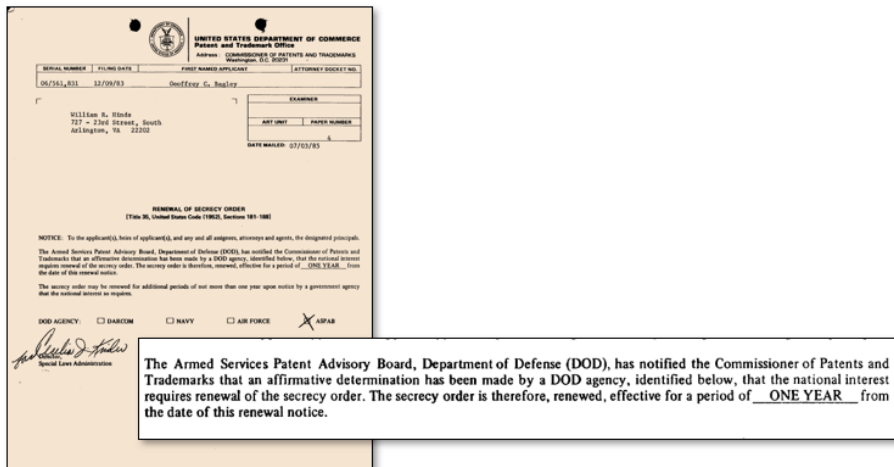 UNITED STATES DEPARTMENT OF COMMERCE
Patent and Trademark Office
Address : COMMISSIONER OF PATENTS AND TRADEMARKS
Washington, D.C. 20231
SERIAL NUMBER FILING DATE FIRST NAMED APPLICANT ATTORNEY DOCKET NO.
06/561,831 12/09/83 Geoffrey C. Bagley
EXAMINER
William R. Hinds
727 - 23rd Street, South
Arlington, VA 22202
ART UNIT PAPER NUMBER
4
DATE MAILED: 07/03/85
RENEWAL OF SECRECY ORDER
[Title 35, United States Code (1952), Sections 181-188]
NOTICE: To the applicant(s), heirs of applicant(s), and any and all assignees, attorneys and agents, the designated principals.
The Armed Services Patent Advisory Board, Department of Defense (DOD), has notified the Commissioner of Patents and
Trademarks that an affirmative determination has been made by a DOD agency, identified below, that the national interest
requires renewal of the secrecy order. The secrecy order is therefore, renewed, effective for a period of ONE YEAR from
the date of this renewal notice.
The secrecy order may be renewed for additional periods of not more than one year upon notice by a government agency
that the national interest so requires.
DOD AGENCY: DARCOM NAVY AIR FORCE ASPAB
Director,
Special Laws Administration
The Armed Services Patent Advisory Board, Department of Defense (DOD), has notified the Commissioner of Patents and
Trademarks that an affirmative determination has been made by a DOD agency, identified below, that the national interest
requires renewal of the secrecy order. The secrecy order is therefore, renewed, effective for a period of ONE YEAR from
the date of this renewal notice.